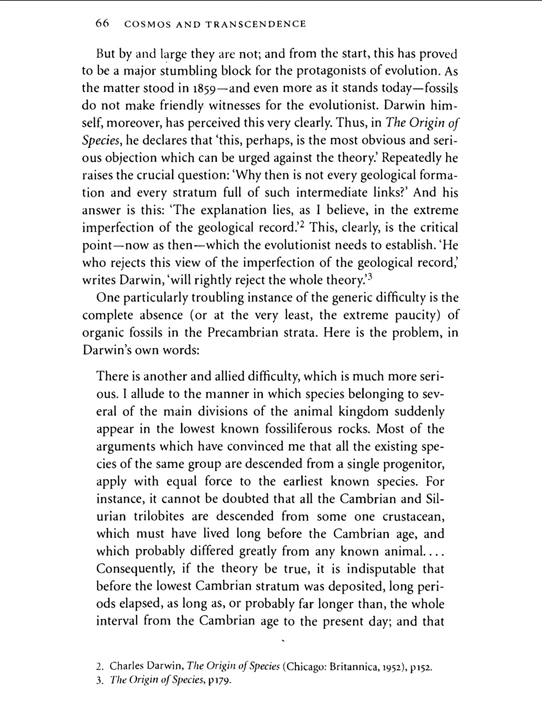 66 COSMOS AND TRANSCENDENCE
But by and large they are not; and from the start, this has proved
to be a major stumbling block for the protagonists of evolution. As
the matter stood in 1859—and even more as it stands today—fossils
do not make friendly witnesses for the evolutionist. Darwin him-
self, moreover, has perceived this very clearly. Thus, in The Origin of
Species, he declares that ‘this, perhaps, is the most obvious and seri-
ous objection which can be urged against the theory.’ Repeatedly he
raises the crucial question: ‘Why then is not every geological forma-
tion and every stratum full of such intermediate links?’ And his
answer is this: ‘The explanation lies, as I believe, in the extreme
imperfection of the geological record.’2 This, clearly, is the critical
point—now as then—which the evolutionist needs to establish. ‘He
who rejects this view of the imperfection of the geological record,’
writes Darwin, ‘will rightly reject the whole theory.’3
One particularly troubling instance of the generic difficulty is the
complete absence (or at the very least, the extreme paucity) of
organic fossils in the Precambrian strata. Here is the problem, in
Darwin’s own words:
There is another and allied difficulty, which is much more seri-
ous. I allude to the manner in which species belonging to sev-
eral of the main divisions of the animal kingdom suddenly
appear in the lowest known fossiliferous rocks. Most of the
arguments which have convinced me that all the existing spe-
cies of the same group are descended from a single progenitor,
apply with equal force to the earliest known species. For
instance, it cannot be doubted that all the Cambrian and Sil-
urian trilobites are descended from some one crustacean,
which must have lived long before the Cambrian age, and
which probably differed greatly from any known animal. . . .
Consequently, if the theory be true, it is indisputable that
before the lowest Cambrian stratum was deposited, long peri-
ods elapsed, as long as, or probably far longer than, the whole
interval from the Cambrian age to the present day; and that
2. Charles Darwin, The Origin of Species (Chicago: Britannica, 1952), p152.
3. The Origin of Species, p179.